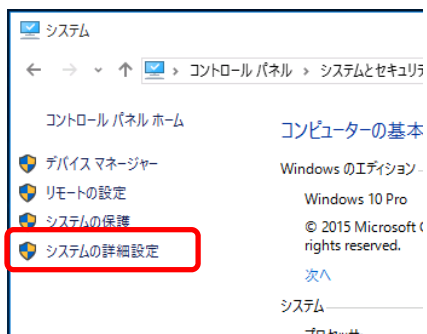 システム
コントロール パネル › システムとセキュリテ
コントロール パネル ホーム
デバイス マネージャー
リモートの設定
システムの保護
システムの詳細設定
コンピューターの基本
Windows のエディション
Windows 10 Pro
© 2015 Microsoft
rights reserved.
次へ
システム